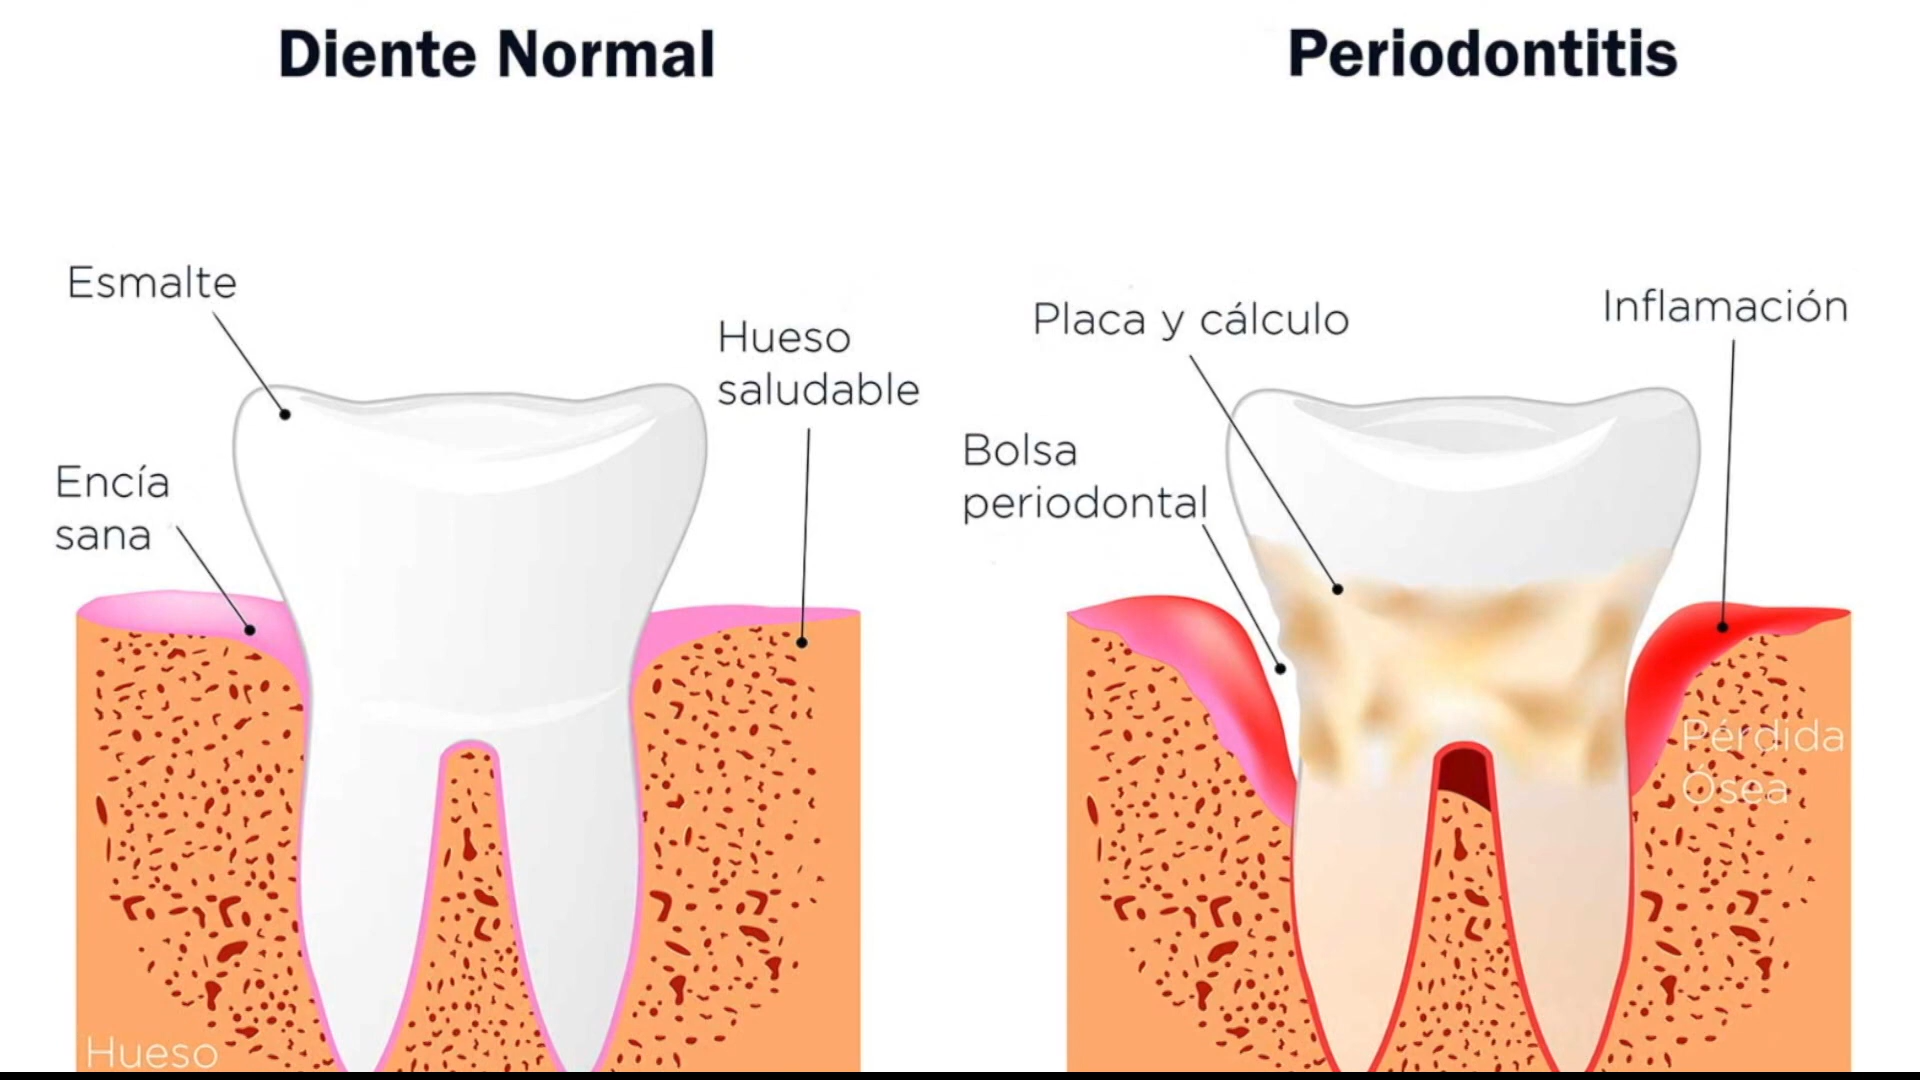 Diente Normal
Esmalte
Hueso
saludable
Encía
sana
Hueso
Periodontitis
Placa y cálculo
Inflamación
Bolsa
periodontal
Pérdida
Ósea